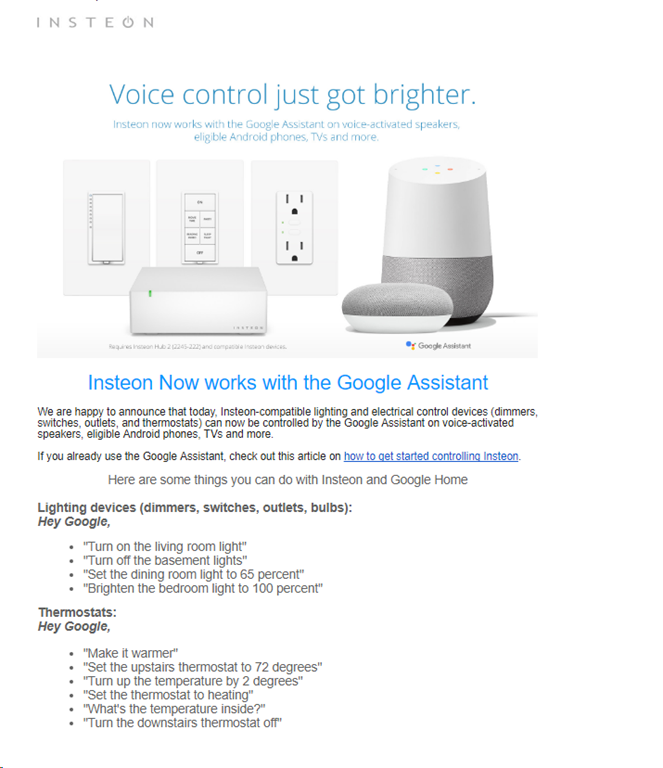 INSTEON
Voice control just got brighter.
Insteon now works with the Google Assistant on voice-activated speakers,
eligible Android phones, TVs and more.
ON
OFF
INSTEON
Requires Insteon Hub 2 (2245-222) and compatible Insteon devices.
Google Assistant
Insteon Now works with the Google Assistant
We are happy to announce that today, Insteon-compatible lighting and electrical control devices (dimmers,
switches, outlets, and thermostats) can now be controlled by the Google Assistant on voice-activated
speakers, eligible Android phones, TVs and more.
If you already use the Google Assistant, check out this article on how to get started controlling Insteon.
Here are some things you can do with Insteon and Google Home
Lighting devices (dimmers, switches, outlets, bulbs):
Hey Google,
• "Turn on the living room light"
• "Turn off the basement lights"
• "Set the dining room light to 65 percent"
• "Brighten the bedroom light to 100 percent"
Thermostats:
Hey Google,
• "Make it warmer"
• "Set the upstairs thermostat to 72 degrees"
• "Turn up the temperature by 2 degrees"
• "Set the thermostat to heating"
• "What's the temperature inside?"
• "Turn the downstairs thermostat off"